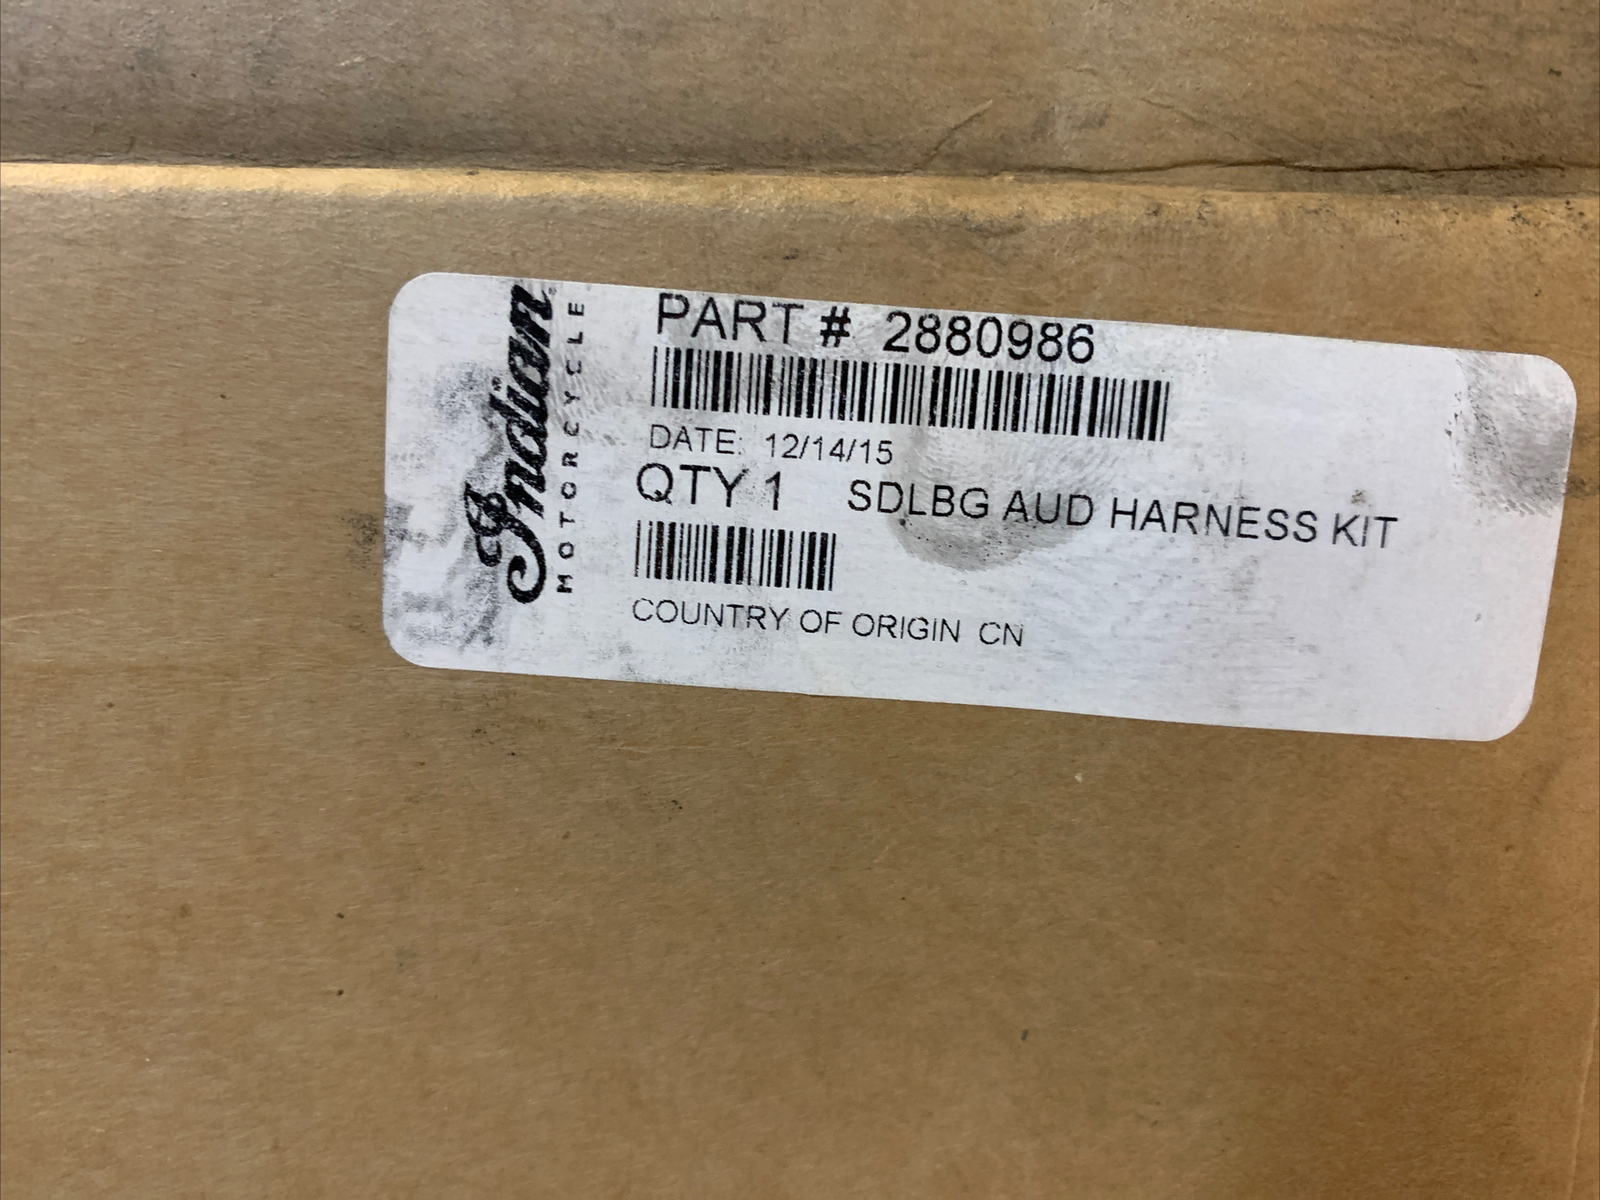 Indian
MOTORCYCLE
PART # 2880986
DATE: 12/14/15
QTY 1 SDLBG AUD HARNESS KIT
COUNTRY OF ORIGIN CN